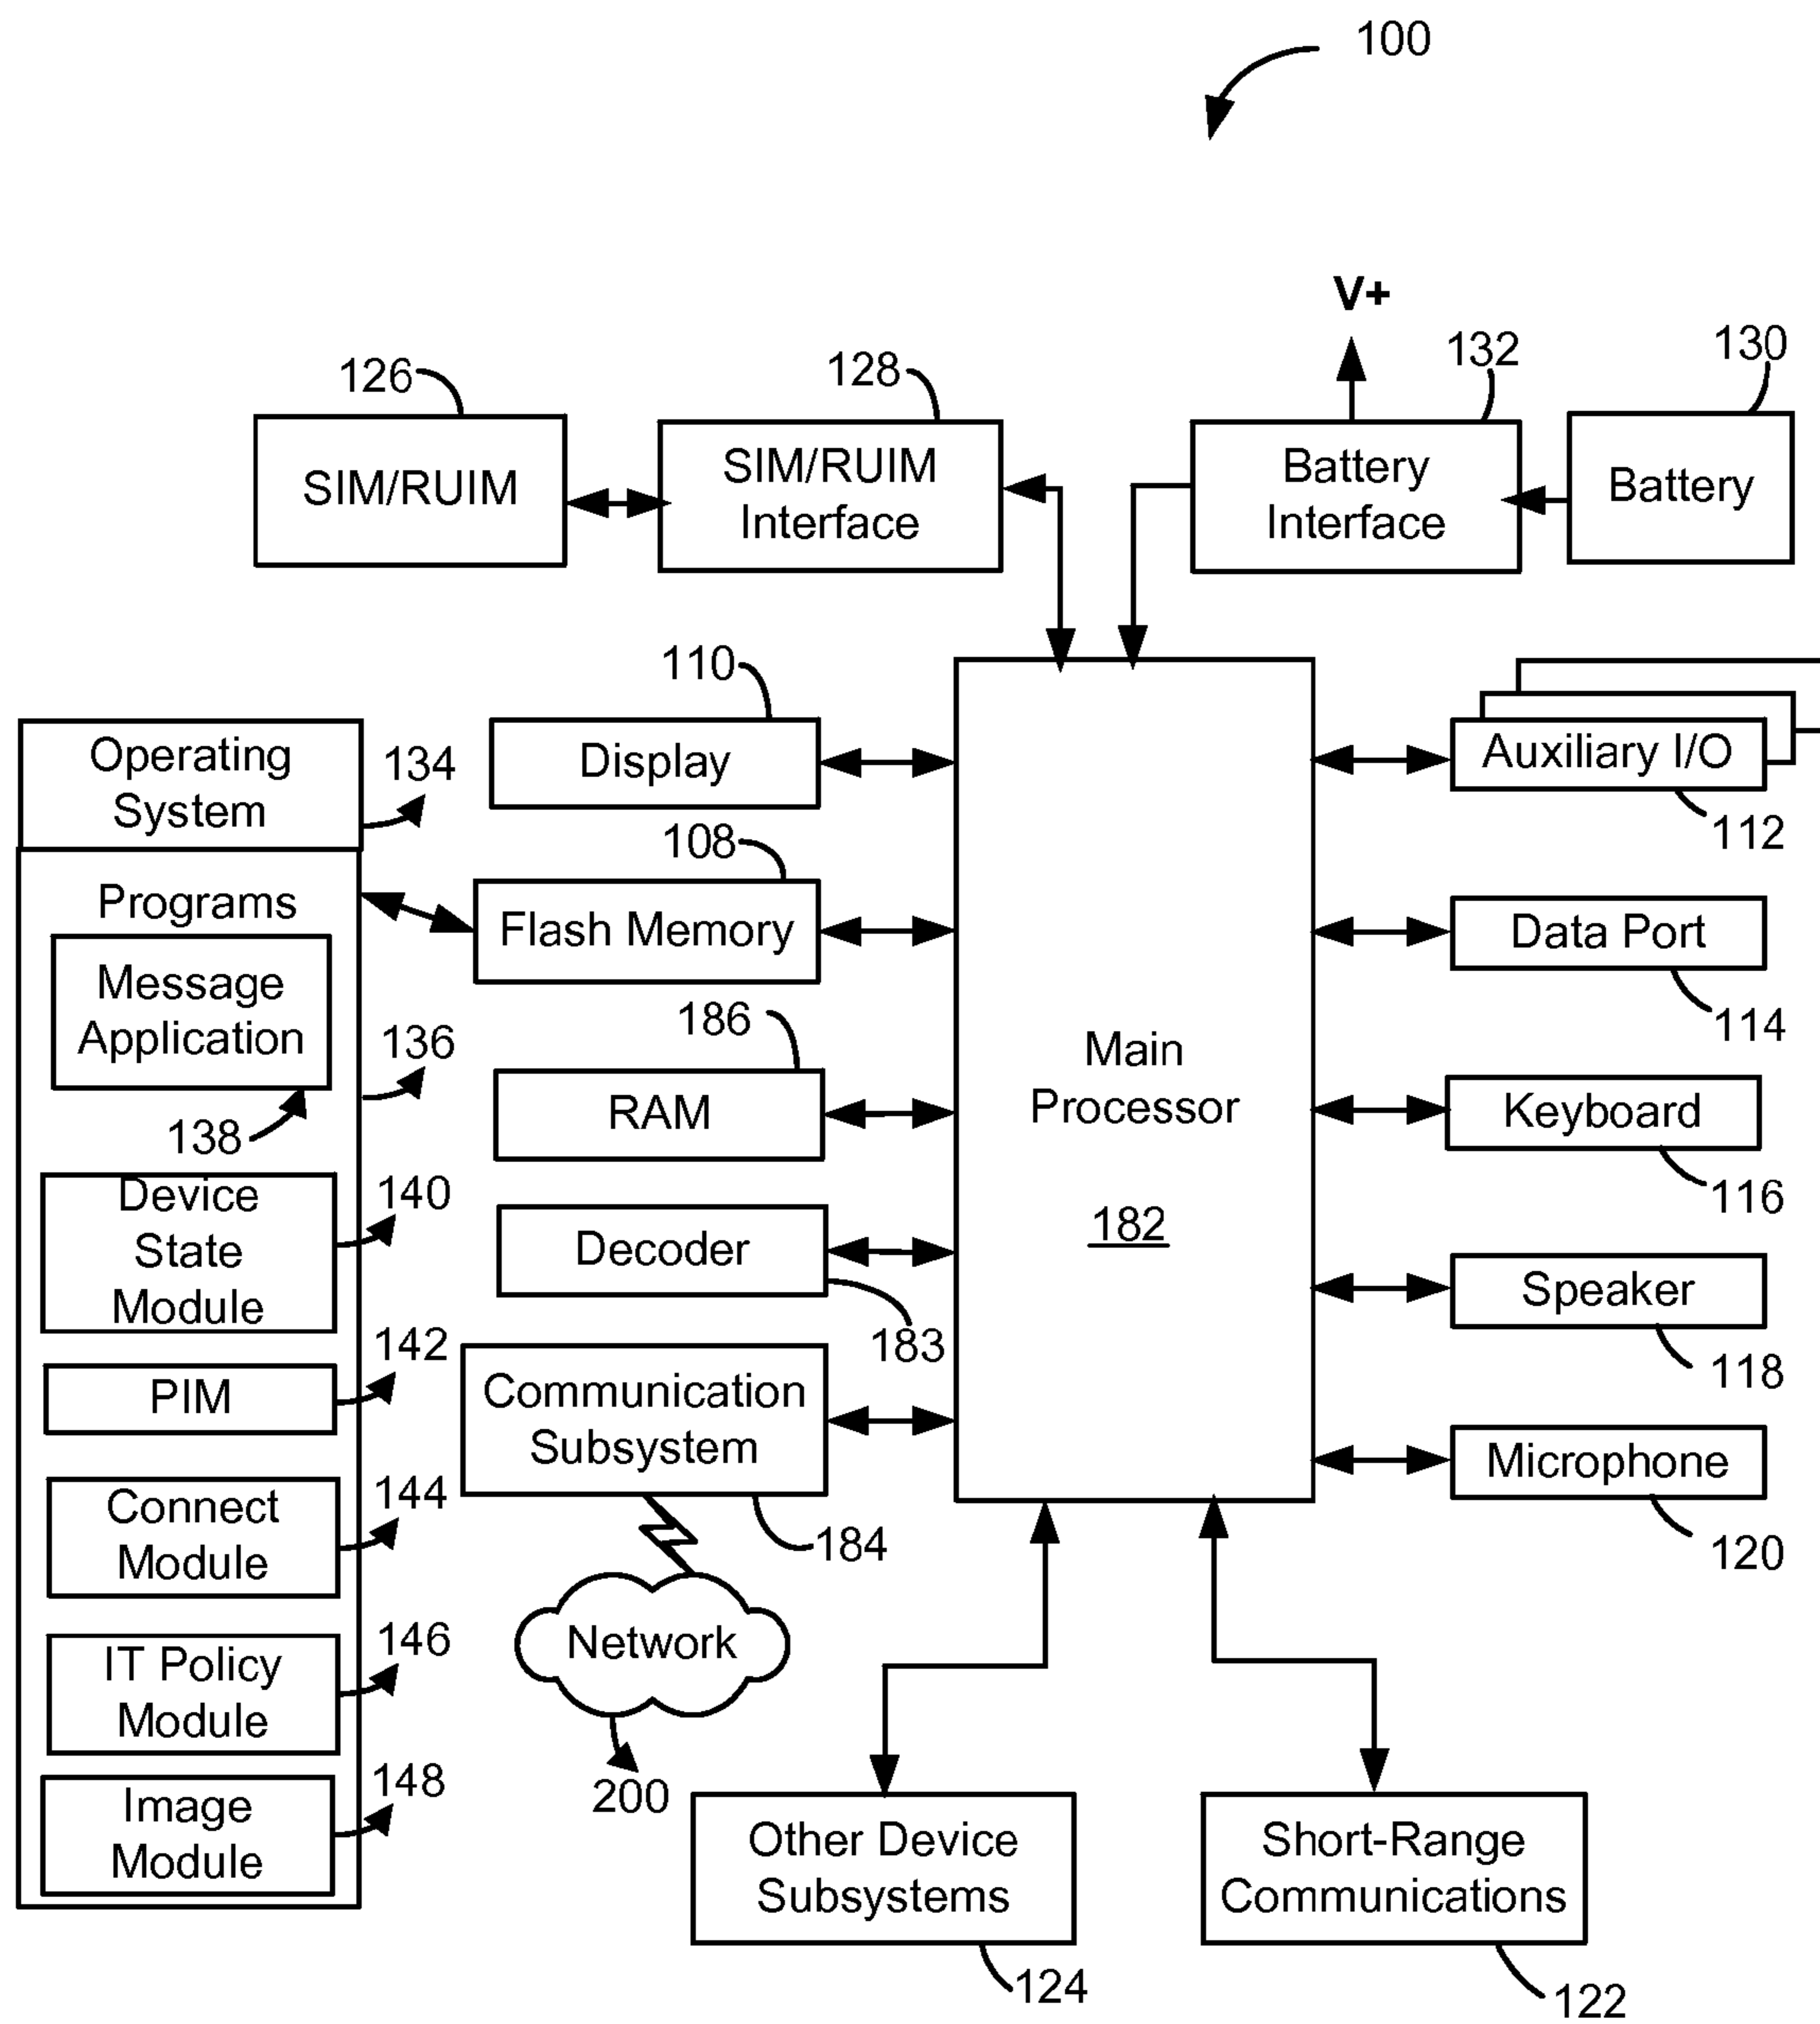 100
V+
126
128
132
130
SIM/RUIM
SIM/RUIM
Interface
Battery
Interface
Battery
110
Operating
System
134
Display
Auxiliary I/O
112
108
Programs
Flash Memory
Data Port
114
Message
Application
138
136
186
RAM
Main
Processor
182
Keyboard
116
Device
State
Module
140
Decoder
183
Speaker
118
PIM
142
Communication
Subsystem
184
Microphone
120
Connect
Module
144
Network
200
IT Policy
Module
146
Image
Module
148
Other Device
Subsystems
124
Short-Range
Communications
122